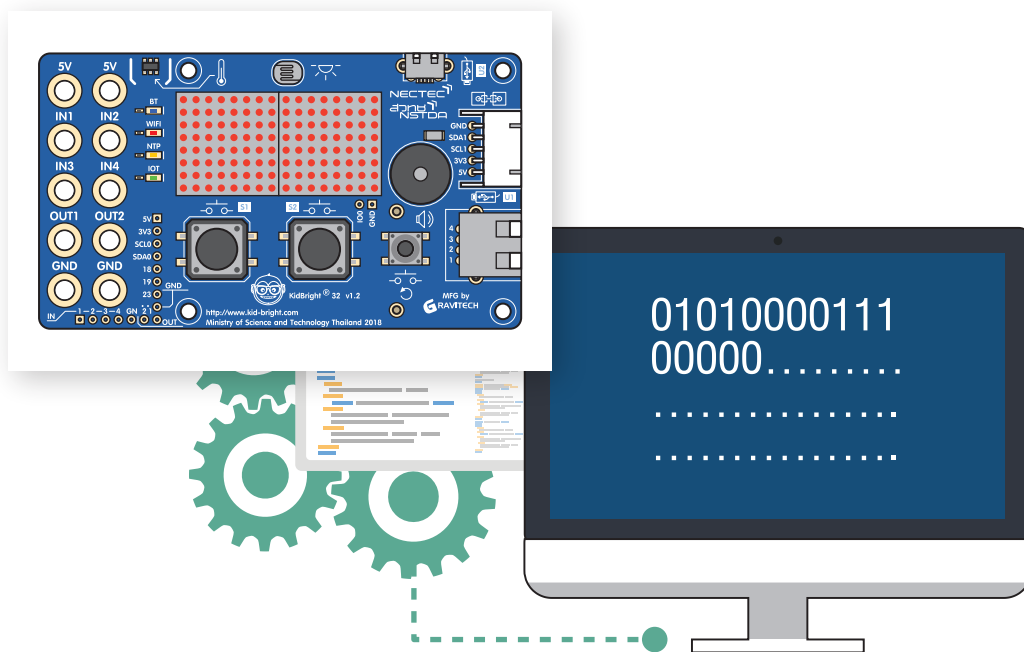 5V 5V
IN1 IN2
IN3 IN4
OUT1 OUT2
GND GND
BT
WIFI
NTP
IOT
NECTEC
NSTDA
U2
GND
SDA1
SCL1
3V3
5V
U1
S1 S2
IO0 GND
5V
3V3
SCL0
SDA0
18
19
23
GND
4
3
2
1
KidBright ® 32 v1.2
MFG by
GRAVITECH
IN 1-2-3-4 GN 2 1 OUT
http://www.kid-bright.com
Ministry of Science and Technology Thailand 2018
01010000111
00000.........
...............
...............